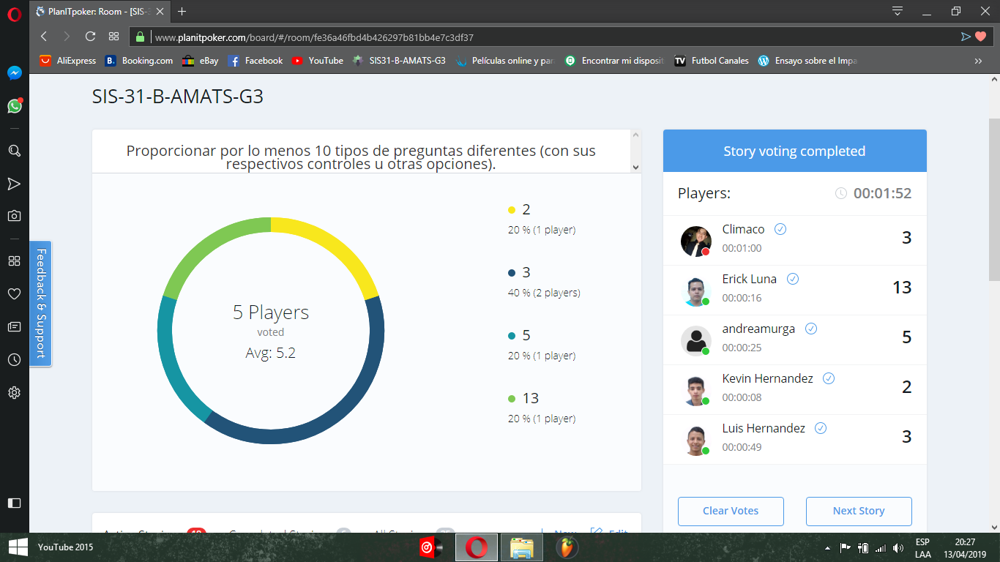 PlanITpoker: Room - [SIS-3
www.planitpoker.com/board/#/room/fe36a46fbd4b426297b81bb4e7c3df37
AliExpress
B. Booking.com
eBay
Facebook
YouTube
SIS31-B-AMATS-G3
Películas online y par
Encontrar mi disposit
TV Futbol Canales
Ensayo sobre el Impa
SIS-31-B-AMATS-G3
Proporcionar por lo menos 10 tipos de preguntas diferentes (con sus
respectivos controles u otras opciones).
5 Players
voted
Avg: 5.2
2
20 % (1 player)
3
40 % (2 players)
5
20 % (1 player)
13
20 % (1 player)
Story voting completed
Players: 00:01:52
Climaco 3
00:01:00
Erick Luna 13
00:00:16
andreamurga 5
00:00:25
Kevin Hernandez 2
00:00:08
Luis Hernandez 3
00:00:49
Clear Votes Next Story
Feedback & Support
New Edit
YouTube 2015
ESP 20:27
LAA 13/04/2019